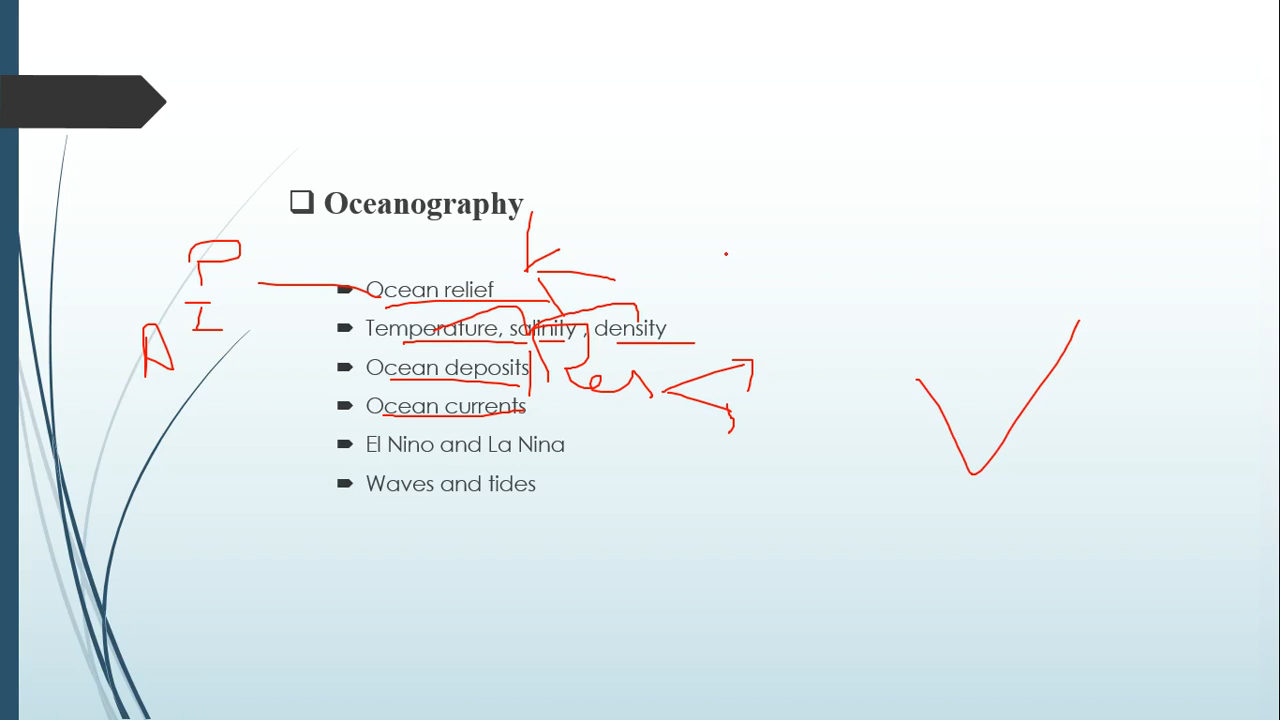 Oceanography
P
Ocean relief
I
A
Temperature, salinity , density
Ocean deposits
Ocean currents
El Nino and La Nina
Waves and tides